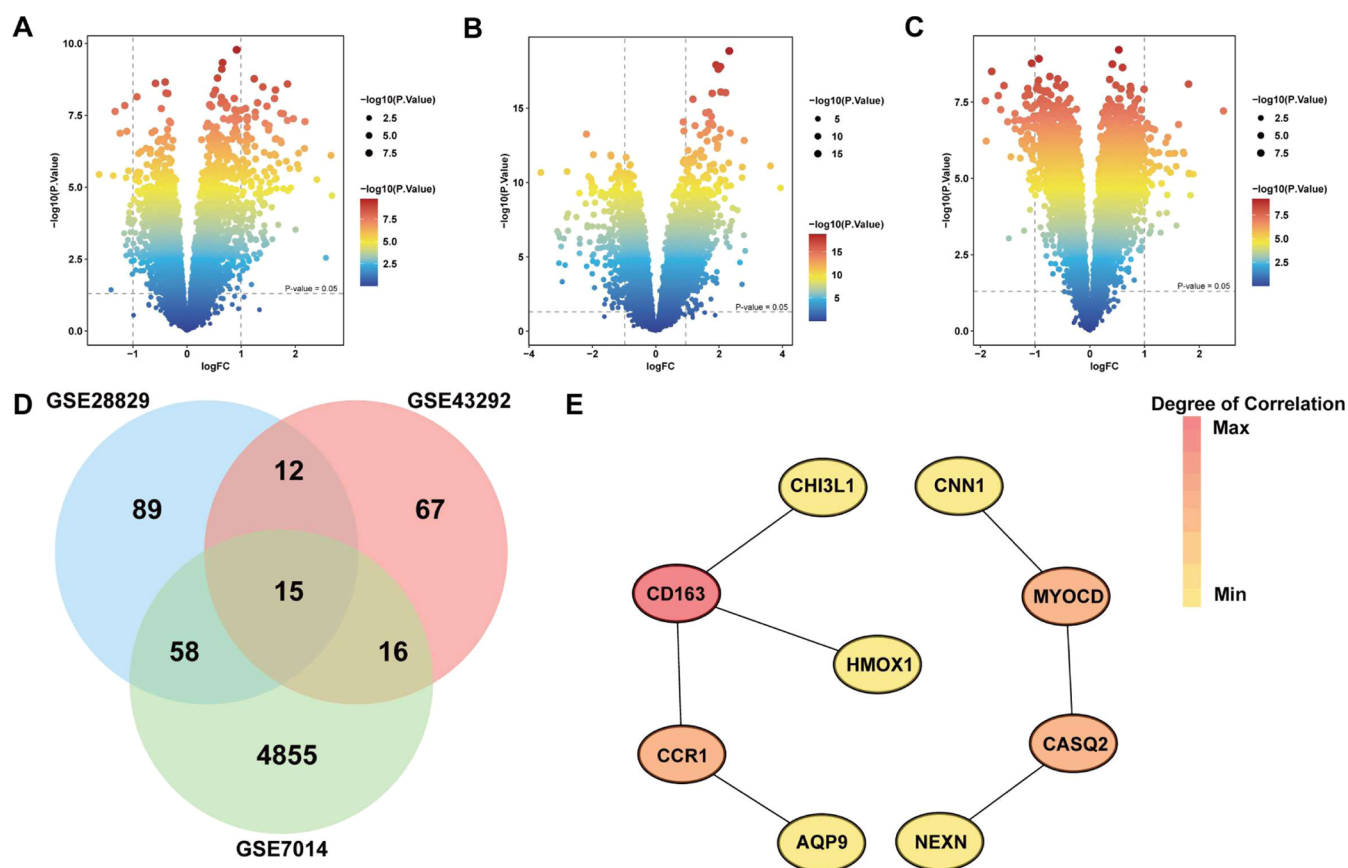 A
10.0
7.5
5.0
2.5
0.0
−log10(P.Value)
−1
0
1
2
logFC
P-value = 0.05
−log10(P.Value)
2.5
5.0
7.5
−log10(P.Value)
7.5
5.0
2.5
B
15
10
5
0
−log10(P.Value)
−4
−2
0
2
4
logFC
P-value = 0.05
−log10(P.Value)
5
10
15
−log10(P.Value)
15
10
5
C
7.5
5.0
2.5
0.0
−log10(P.Value)
−2
−1
0
1
2
logFC
P-value = 0.05
−log10(P.Value)
2.5
5.0
7.5
−log10(P.Value)
7.5
5.0
2.5
D
GSE28829
GSE43292
12
89
67
15
58
16
4855
GSE7014
E
Degree of Correlation
Max
Min
CHI3L1
CNN1
CD163
MYOCD
HMOX1
CCR1
CASQ2
AQP9
NEXN